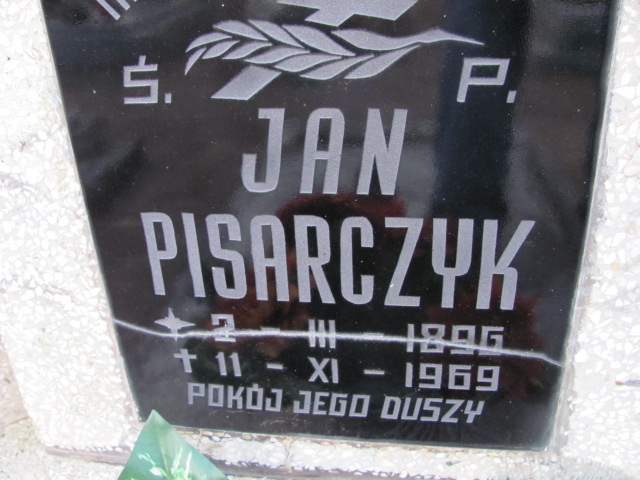 Ś. P.
JAN
PISARCZYK
2 - III - 1896
✝ 11 - XI - 1969
POKÓJ JEGO DUSZY